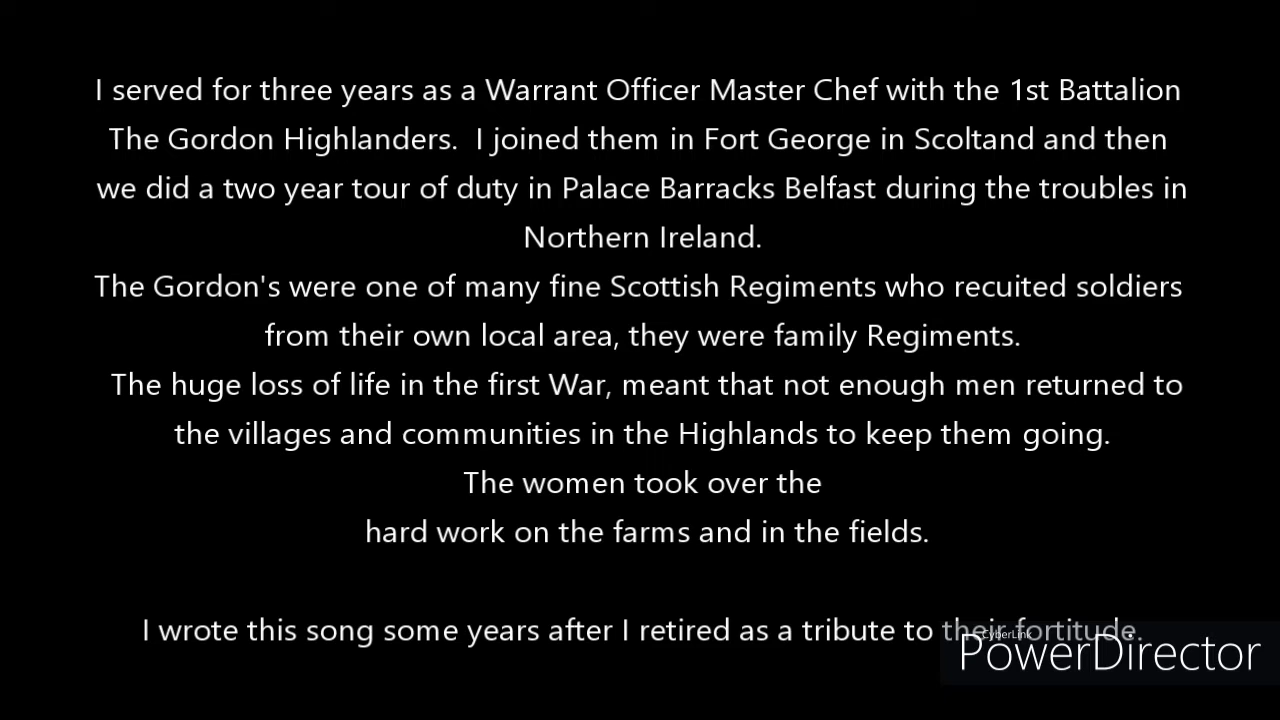 I served for three years as a Warrant Officer Master Chef with the 1st Battalion
The Gordon Highlanders.  I joined them in Fort George in Scoltand and then
we did a two year tour of duty in Palace Barracks Belfast during the troubles in
Northern Ireland.
The Gordon's were one of many fine Scottish Regiments who recuited soldiers
from their own local area, they were family Regiments.
The huge loss of life in the first War, meant that not enough men returned to
the villages and communities in the Highlands to keep them going.
The women took over the
hard work on the farms and in the fields.
I wrote this song some years after I retired as a tribute to their fortitude.
CyberLink
PowerDirector